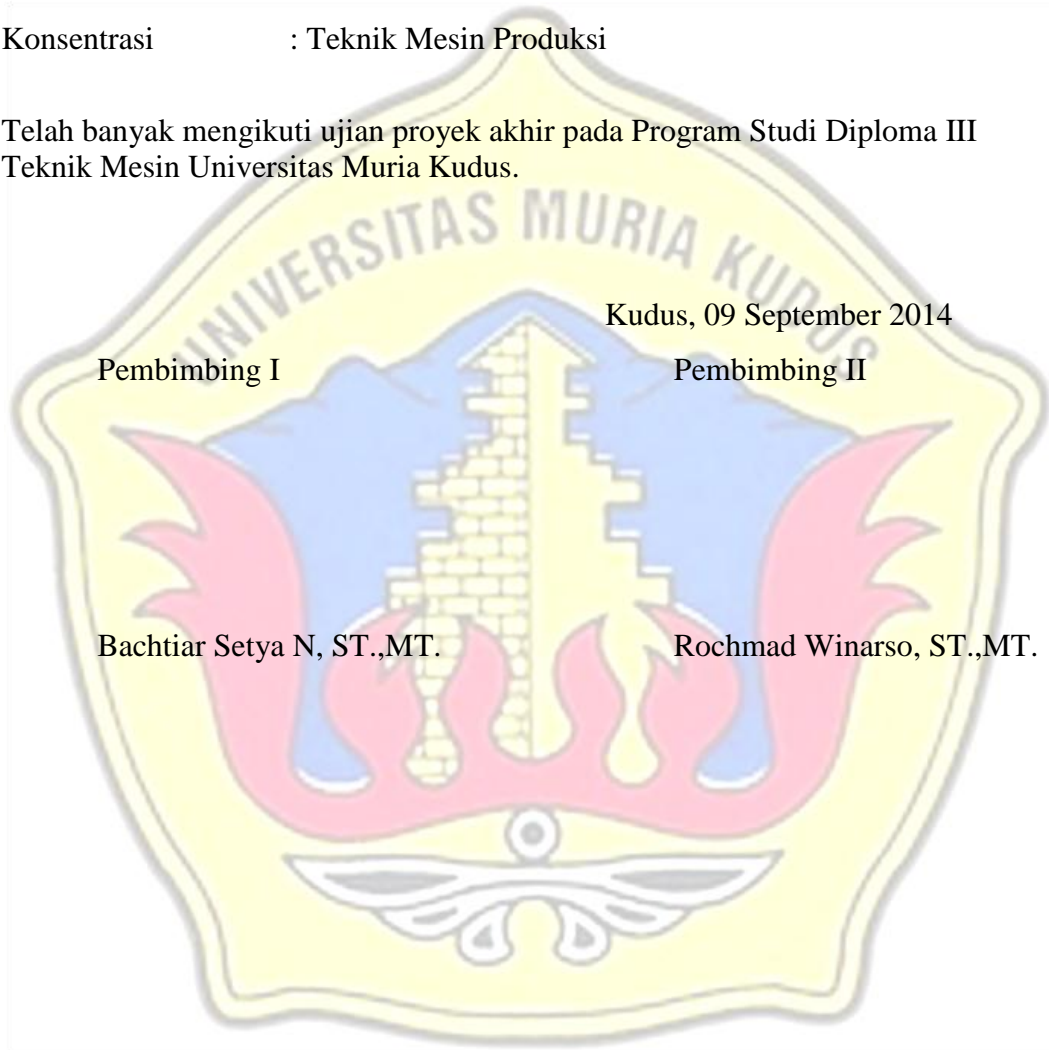 Konsentrasi : Teknik Mesin Produksi
Telah banyak mengikuti ujian proyek akhir pada Program Studi Diploma III
Teknik Mesin Universitas Muria Kudus.
UNIVERSITAS MURIA KUDUS
Kudus, 09 September 2014
Pembimbing I Pembimbing II
Bachtiar Setya N, ST.,MT. Rochmad Winarso, ST.,MT.